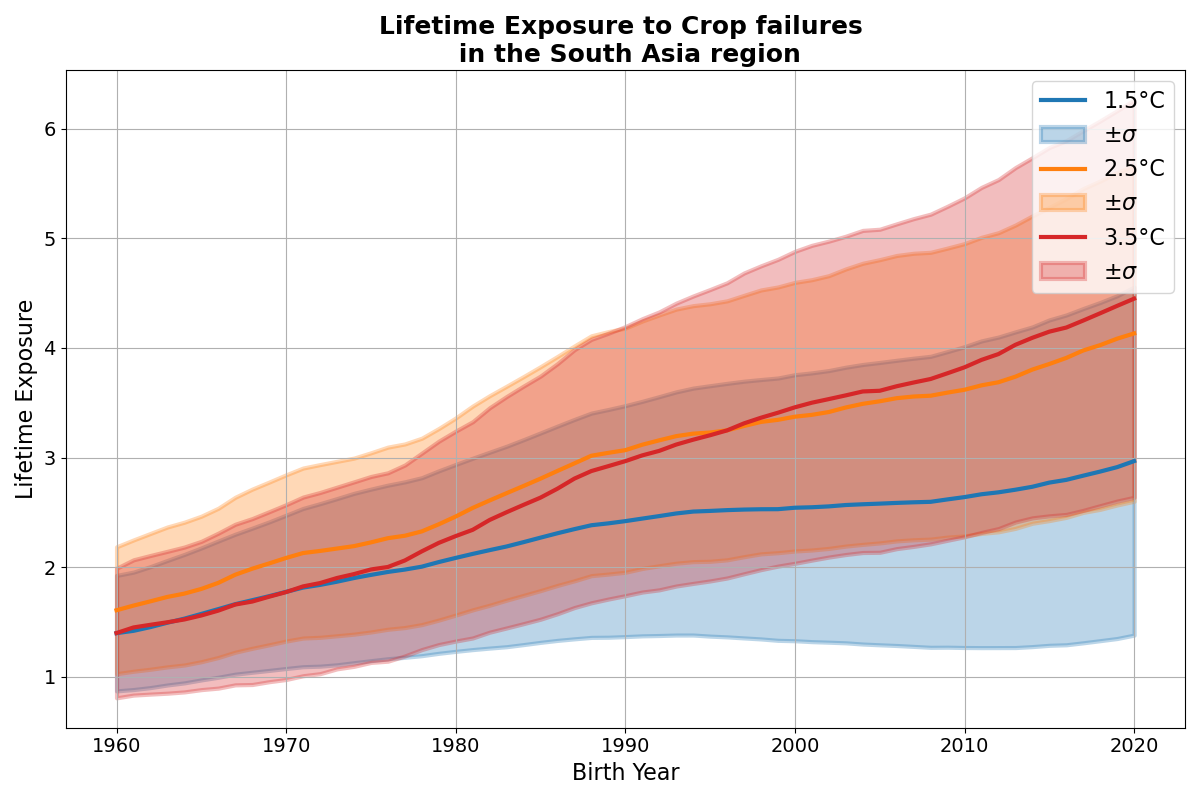 Lifetime Exposure to Crop failures
in the South Asia region
Lifetime Exposure
6
5
4
3
2
1
1.5°C
±σ
2.5°C
±σ
3.5°C
±σ
1960 1970 1980 1990 2000 2010 2020
Birth Year